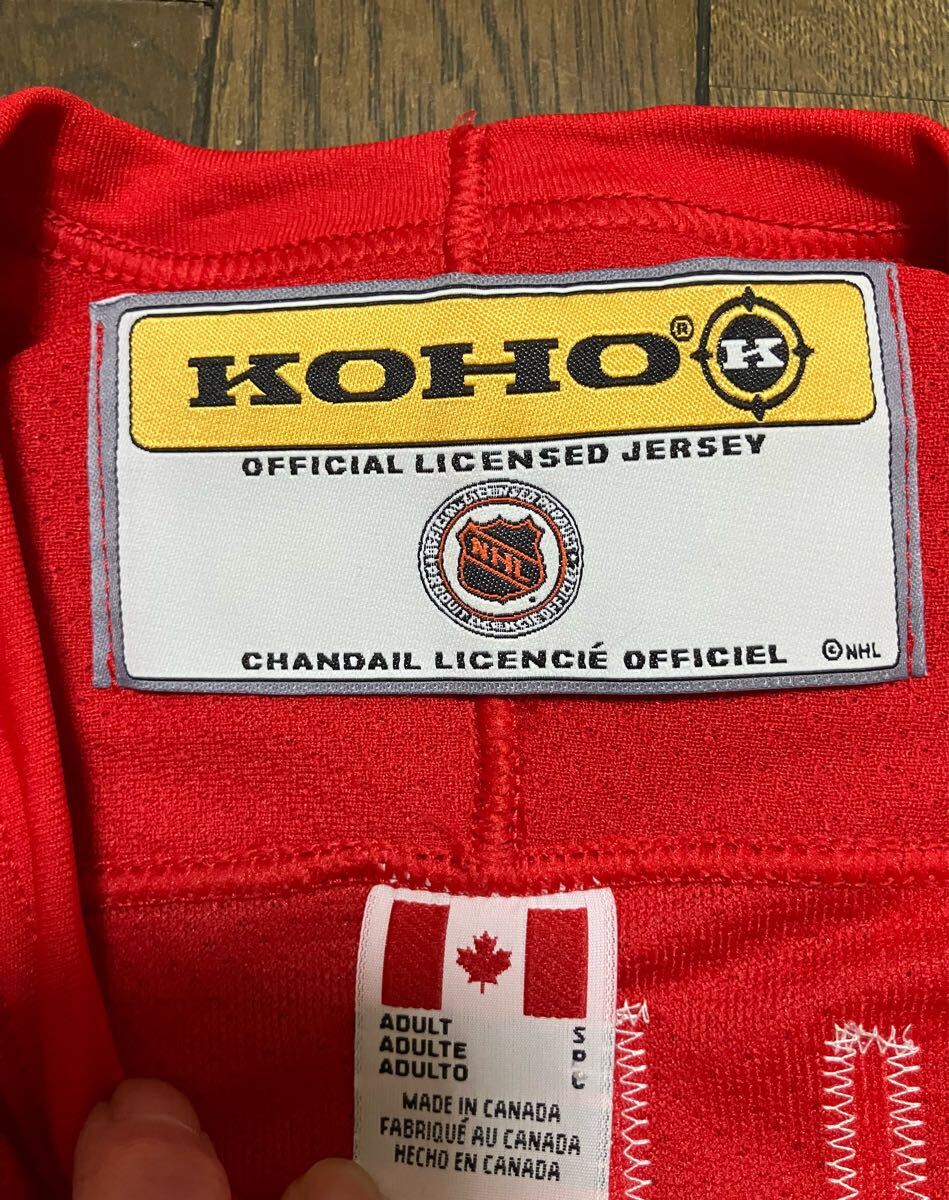 KOHO® K
OFFICIAL LICENSED JERSEY
NHL
CHANDAIL LICENCIÉ OFFICIEL ©NHL
ADULT S
ADULTE P
ADULTO C
MADE IN CANADA
FABRIQUÉ AU CANADA
HECHO EN CANADA